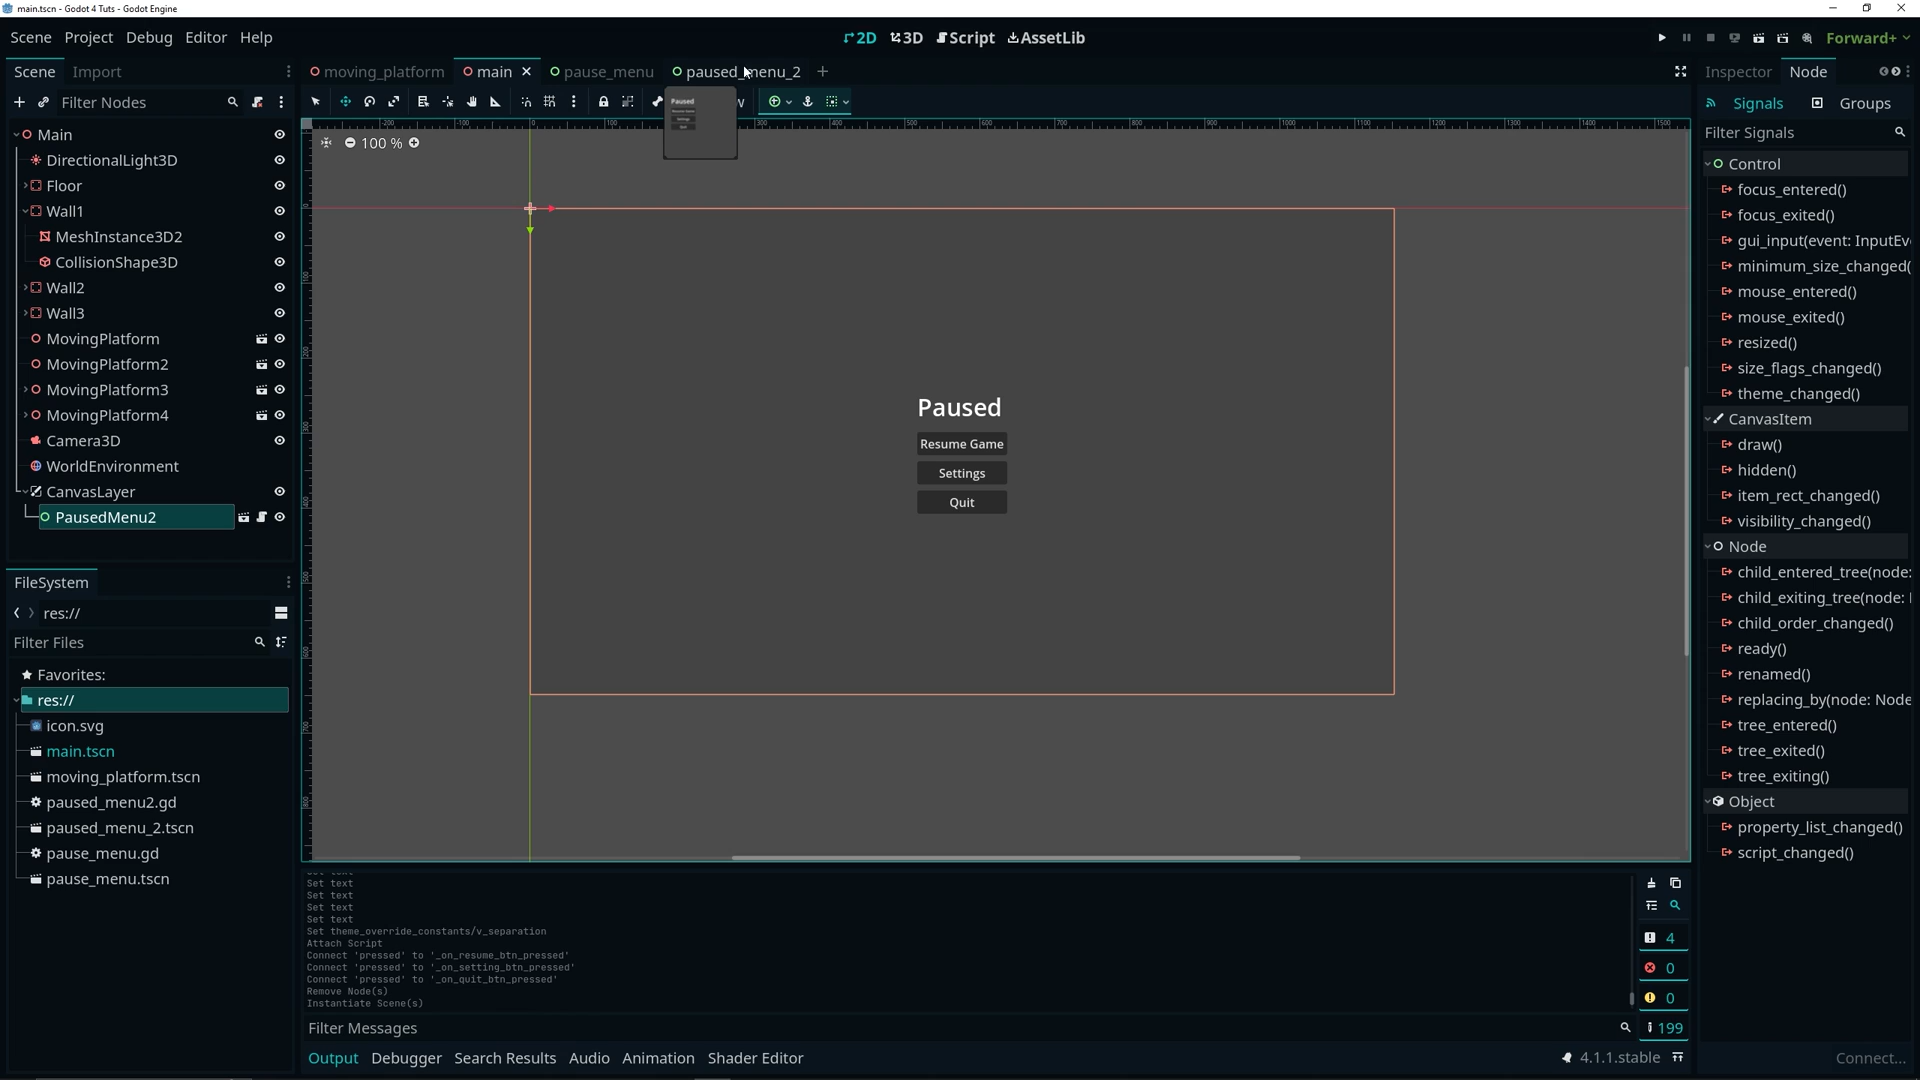 main.tscn - Godot 4 Tuts - Godot Engine
Scene Project Debug Editor Help
2D 3D Script AssetLib
Forward+
Scene Import
moving_platform main pause_menu paused_menu_2
Inspector Node
Filter Nodes
Signals Groups
Filter Signals
100 %
Main
DirectionalLight3D
Floor
Wall1
MeshInstance3D2
CollisionShape3D
Wall2
Wall3
MovingPlatform
MovingPlatform2
MovingPlatform3
MovingPlatform4
Camera3D
WorldEnvironment
CanvasLayer
PausedMenu2
Paused
Paused
Resume Game
Settings
Quit
FileSystem
res://
Filter Files
Favorites:
res://
icon.svg
main.tscn
moving_platform.tscn
paused_menu2.gd
paused_menu_2.tscn
pause_menu.gd
pause_menu.tscn
Set text
Set text
Set text
Set text
Set theme_override_constants/v_separation
Attach Script
Connect 'pressed' to '_on_resume_btn_pressed'
Connect 'pressed' to '_on_setting_btn_pressed'
Connect 'pressed' to '_on_quit_btn_pressed'
Remove Node(s)
Instantiate Scene(s)
Filter Messages
4
0
0
199
Output Debugger Search Results Audio Animation Shader Editor
4.1.1.stable
Control
focus_entered()
focus_exited()
gui_input(event: InputEv
minimum_size_changed(
mouse_entered()
mouse_exited()
resized()
size_flags_changed()
theme_changed()
CanvasItem
draw()
hidden()
item_rect_changed()
visibility_changed()
Node
child_entered_tree(node:
child_exiting_tree(node:
child_order_changed()
ready()
renamed()
replacing_by(node: Node
tree_entered()
tree_exited()
tree_exiting()
Object
property_list_changed()
script_changed()
Connect...